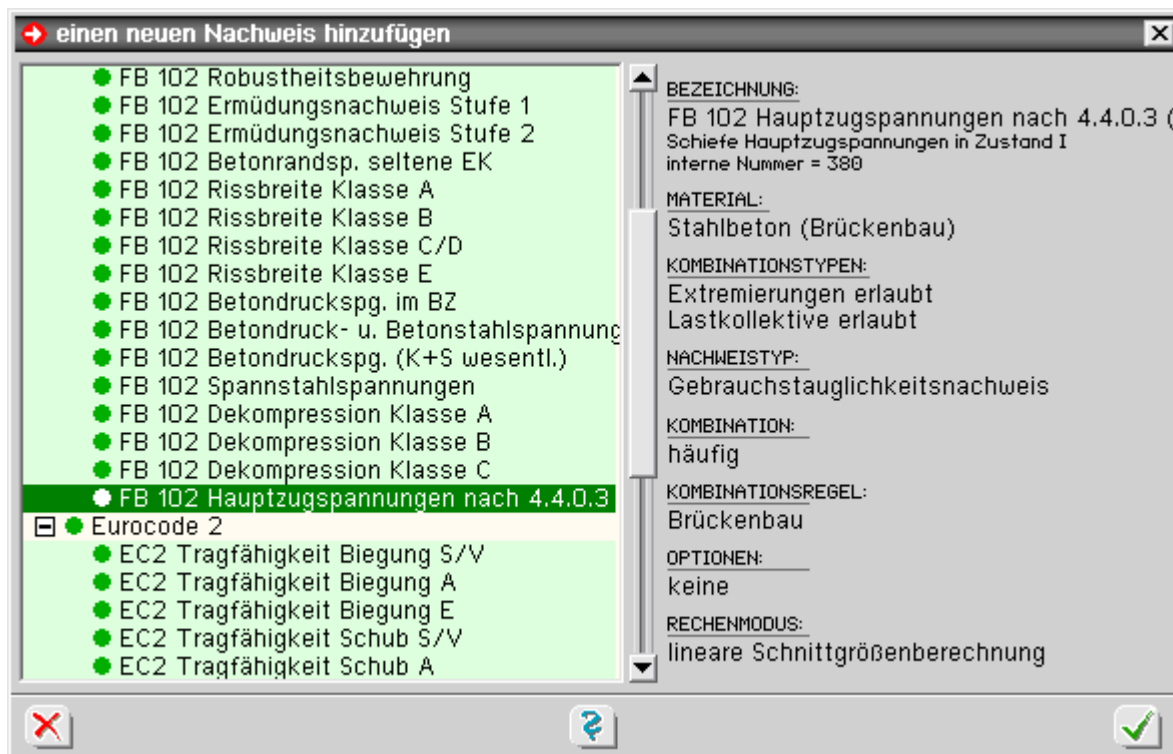 einen neuen Nachweis hinzufügen
FB 102 Robustheitsbewehrung
FB 102 Ermüdungsnachweis Stufe 1
FB 102 Ermüdungsnachweis Stufe 2
FB 102 Betonrandsp. seltene EK
FB 102 Rissbreite Klasse A
FB 102 Rissbreite Klasse B
FB 102 Rissbreite Klasse C/D
FB 102 Rissbreite Klasse E
FB 102 Betondruckspg. im BZ
FB 102 Betondruck- u. Betonstahlspannung
FB 102 Betondruckspg. (K+S wesentl.)
FB 102 Spannstahlspannungen
FB 102 Dekompression Klasse A
FB 102 Dekompression Klasse B
FB 102 Dekompression Klasse C
FB 102 Hauptzugspannungen nach 4.4.0.3
Eurocode 2
EC2 Tragfähigkeit Biegung S/V
EC2 Tragfähigkeit Biegung A
EC2 Tragfähigkeit Biegung E
EC2 Tragfähigkeit Schub S/V
EC2 Tragfähigkeit Schub A
BEZEICHNUNG:
FB 102 Hauptzugspannungen nach 4.4.0.3 (
Schiefe Hauptzugspannungen in Zustand I
interne Nummer = 380
MATERIAL:
Stahlbeton (Brückenbau)
KOMBINATIONSTYPEN:
Extremierungen erlaubt
Lastkollektive erlaubt
NACHWEISTYP:
Gebrauchstauglichkeitsnachweis
KOMBINATION:
häufig
KOMBINATIONSREGEL:
Brückenbau
OPTIONEN:
keine
RECHENMODUS:
lineare Schnittgrößenberechnung